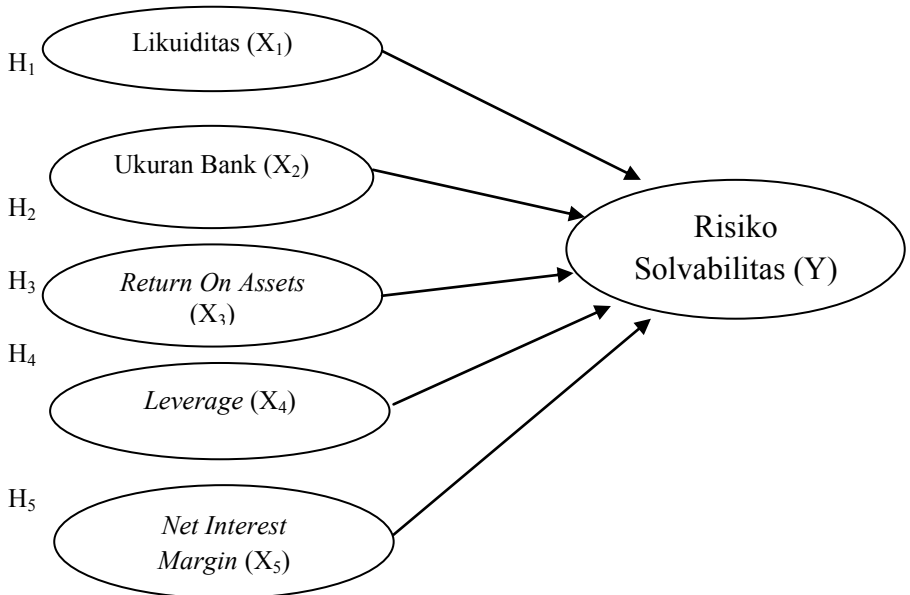 Likuiditas (X₁)
H₁
Ukuran Bank (X₂)
H₂
Risiko
Solvabilitas (Y)
H₃
Return On Assets
(X₃)
H₄
Leverage (X₄)
H₅
Net Interest
Margin (X₅)